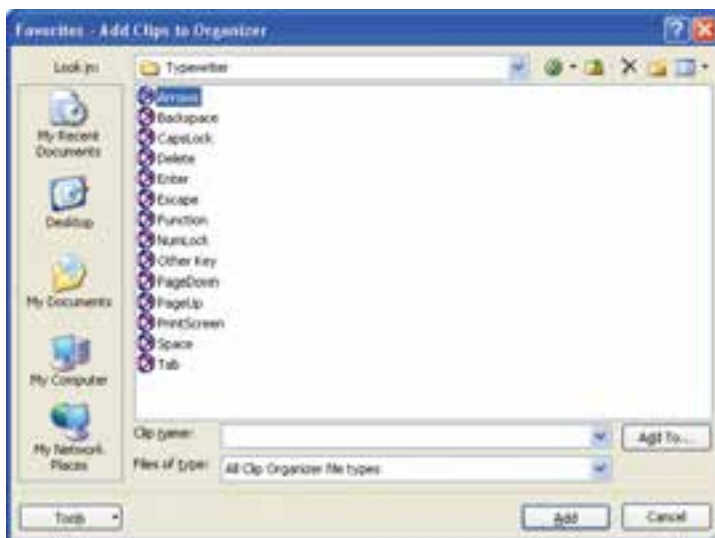 Favorites - Add Clips to Organizer
Look in:
Typewriter
My Recent
Documents
Desktop
My Documents
My Computer
My Network
Places
Arrows
Backspace
CapsLock
Delete
Enter
Escape
Function
NumLock
Other Key
PageDown
PageUp
PrintScreen
Space
Tab
Clip name:
Add To...
Files of type:
All Clip Organizer file types
Tools
Add
Cancel